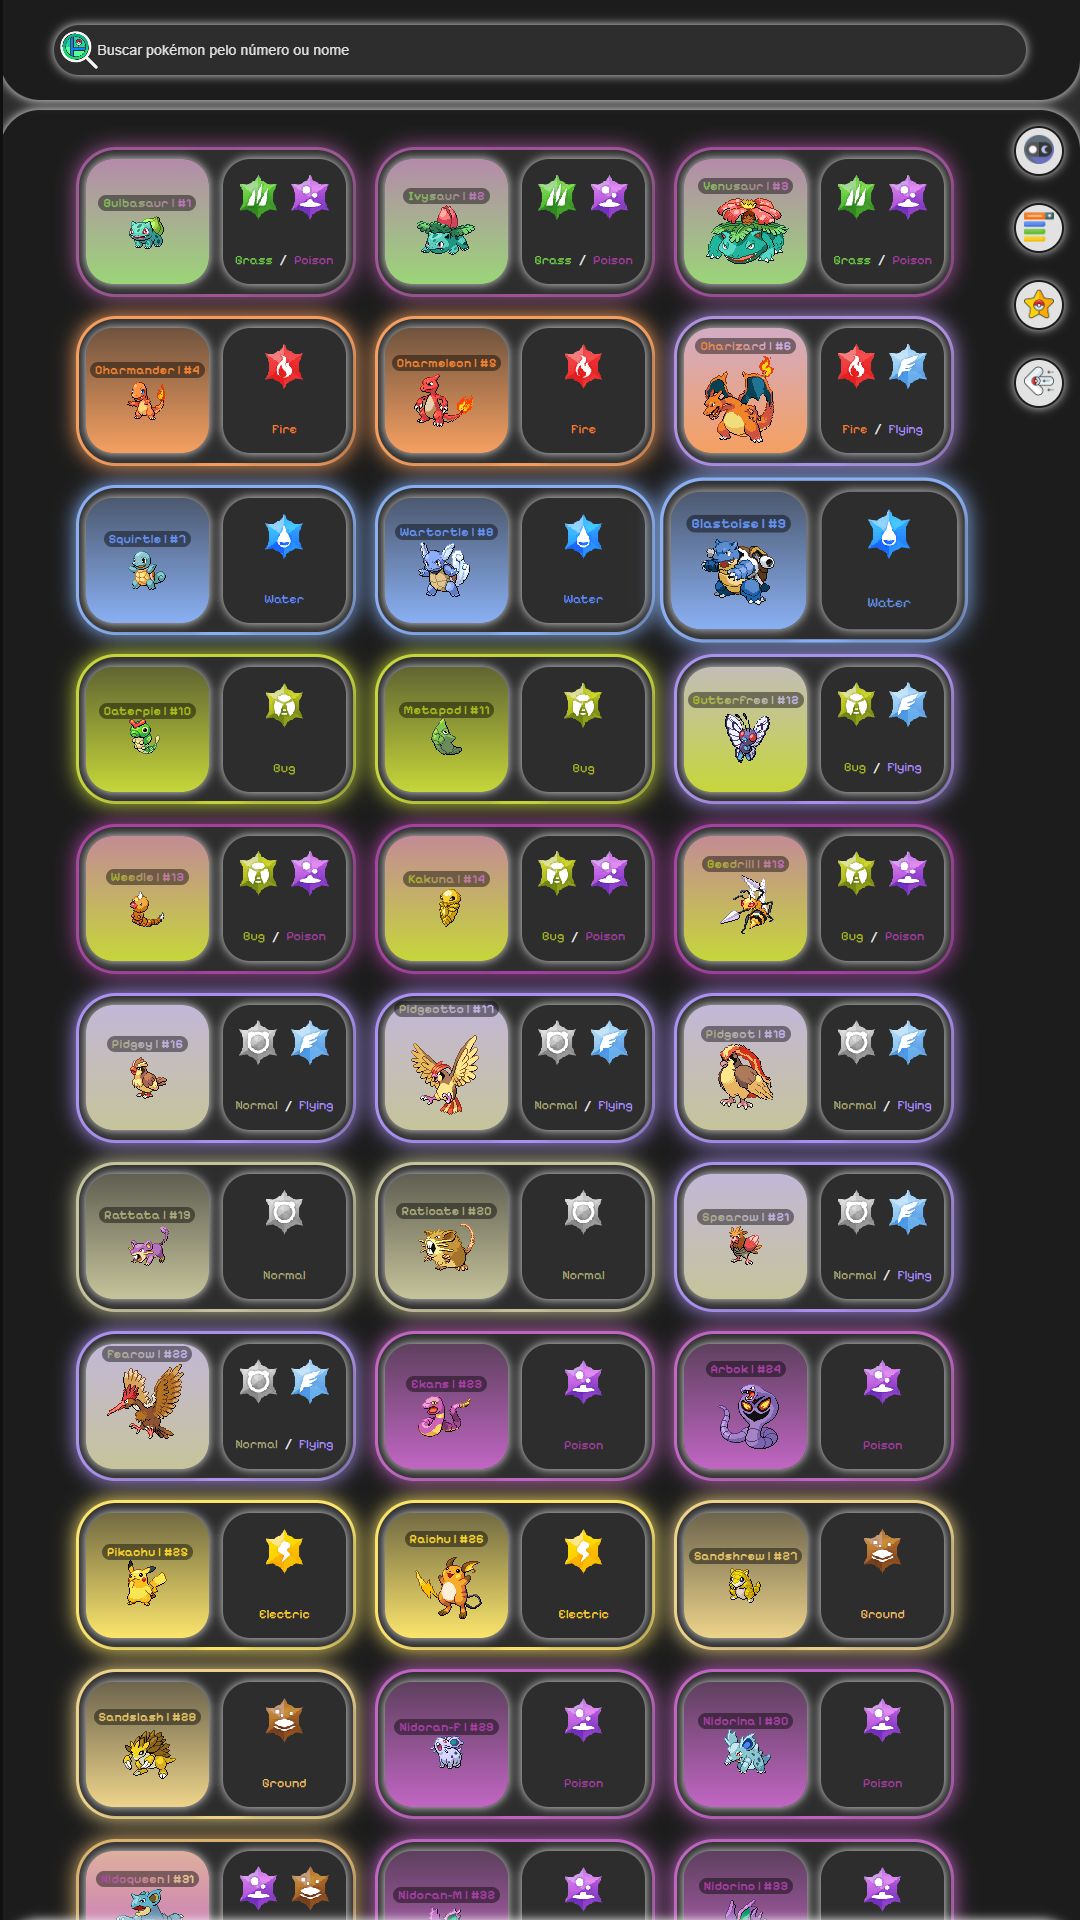 Buscar pokémon pelo número ou nome
Bulbasaur | #1
Grass / Poison
Ivysaur | #2
Grass / Poison
Venusaur | #3
Grass / Poison
Charmander | #4
Fire
Charmeleon | #5
Fire
Charizard | #6
Fire / Flying
Squirtle | #7
Water
Wartortle | #8
Water
Blastoise | #9
Water
Caterpie | #10
Bug
Metapod | #11
Bug
Butterfree | #12
Bug / Flying
Weedle | #13
Bug / Poison
Kakuna | #14
Bug / Poison
Beedrill | #15
Bug / Poison
Pidgey | #16
Normal / Flying
Pidgeotto | #17
Normal / Flying
Pidgeot | #18
Normal / Flying
Rattata | #19
Normal
Raticate | #20
Normal
Spearow | #21
Normal / Flying
Fearow | #22
Normal / Flying
Ekans | #23
Poison
Arbok | #24
Poison
Pikachu | #25
Electric
Raichu | #26
Electric
Sandshrew | #27
Ground
Sandslash | #28
Ground
Nidoran-F | #29
Poison
Nidorina | #30
Poison
Nidoqueen | #31
Nidoran-M | #32
Nidorino | #33